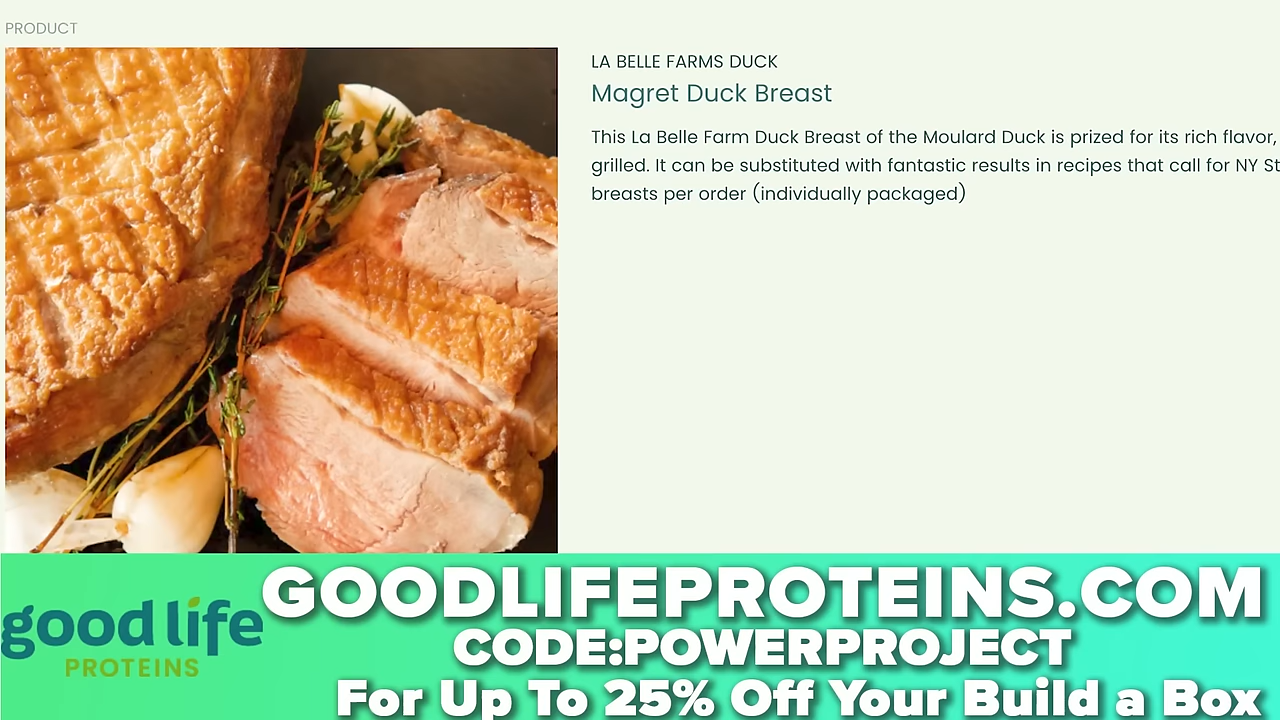 PRODUCT
LA BELLE FARMS DUCK
Magret Duck Breast
This La Belle Farm Duck Breast of the Moulard Duck is prized for its rich flavor,
grilled. It can be substituted with fantastic results in recipes that call for NY St
breasts per order (individually packaged)
GOODLIFEPROTEINS.COM
good life
PROTEINS
CODE:POWERPROJECT
For Up To 25% Off Your Build a Box